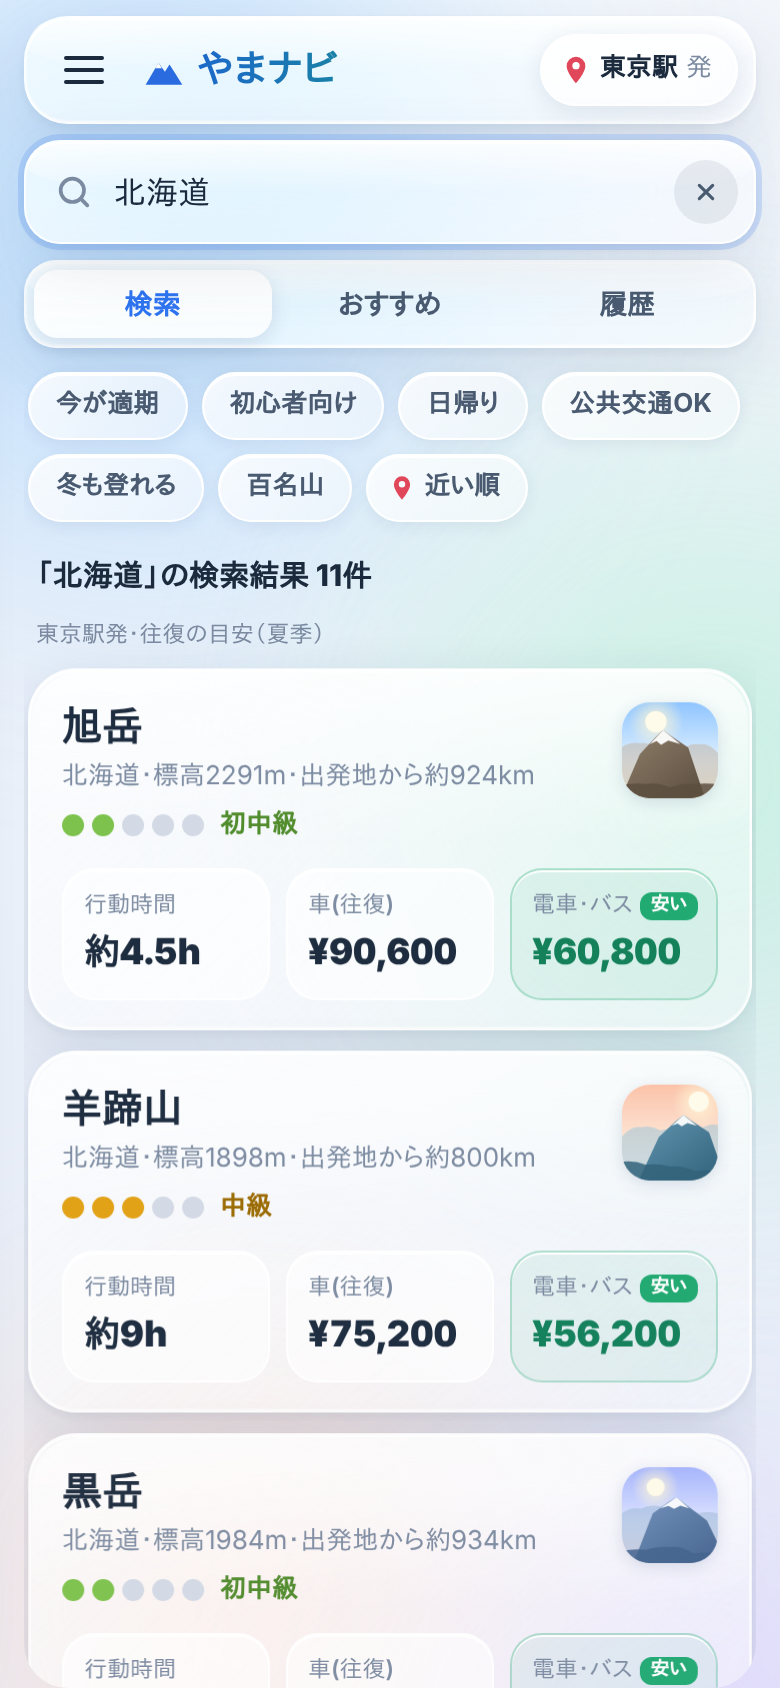 やまナビ
東京駅 発
北海道
検索 おすすめ 履歴
今が適期 初心者向け 日帰り 公共交通OK
冬も登れる 百名山 近い順
「北海道」の検索結果 11件
東京駅発・往復の目安（夏季）
旭岳
北海道・標高2291m・出発地から約924km
初中級
行動時間 車(往復) 電車・バス 安い
約4.5h ¥90,600 ¥60,800
羊蹄山
北海道・標高1898m・出発地から約800km
中級
行動時間 車(往復) 電車・バス 安い
約9h ¥75,200 ¥56,200
黒岳
北海道・標高1984m・出発地から約934km
初中級
行動時間 車(往復) 電車・バス 安い